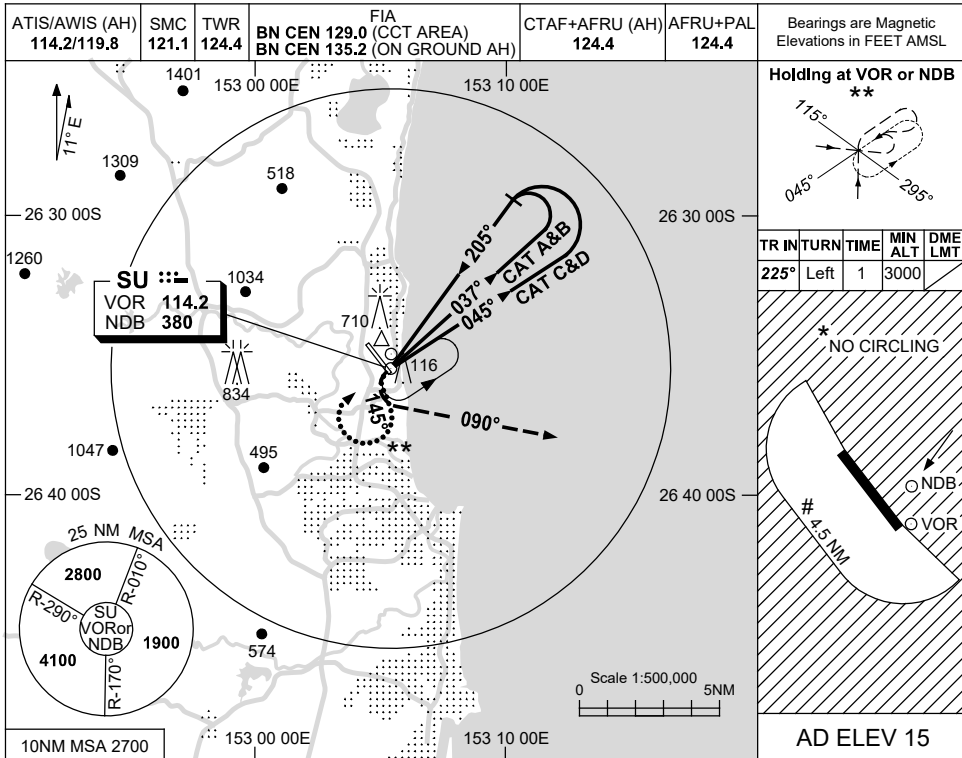 ATIS/AWIS (AH)
114.2/119.8
SMC
121.1
TWR
124.4
FIA
BN CEN 129.0 (CCT AREA)
BN CEN 135.2 (ON GROUND AH)
CTAF+AFRU (AH)
124.4
AFRU+PAL
124.4
Bearings are Magnetic
Elevations in FEET AMSL
1401
153 00 00E
153 10 00E
11° E
1309
518
26 30 00S
26 30 00S
1260
SU
VOR 114.2
NDB 380
1034
710
834
116
205°
037°
CAT A&B
045°
CAT C&D
145°
090°
**
1047
495
26 40 00S
26 40 00S
25 NM MSA
2800
R-010°
R-290°
SU
VORor
NDB
1900
4100
R-170°
574
Scale 1:500,000
0
5NM
10NM MSA 2700
153 00 00E
153 10 00E
Holding at VOR or NDB
**
115°
045°
295°
TR IN
TURN
TIME
MIN
ALT
DME
LMT
225°
Left
1
3000
*
NO CIRCLING
NDB
VOR
# 4.5 NM
AD ELEV 15